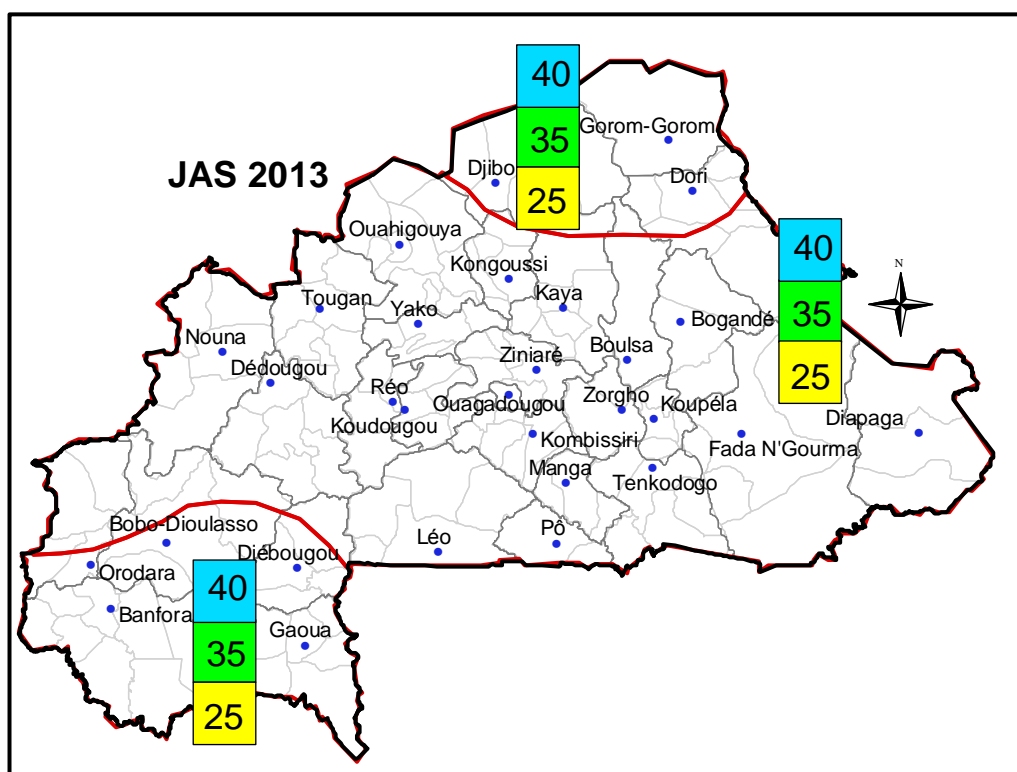 40
Gorom-Gorom
35
JAS 2013
Djibo
Dori
25
Ouahigouya
40
N
Kongoussi
Tougan
Kaya
35
Yako
Bogandé
Nouna
Boulsa
Ziniaré
Dédougou
25
Réo
Ouagadougou
Zorgho
Koupéla
Koudougou
Diapaga
Kombissiri
Fada N'Gourma
Manga
Tenkodogo
Bobo-Dioulasso
Pô
Léo
Diébougou
Orodara
40
Banfora
Gaoua
35
25